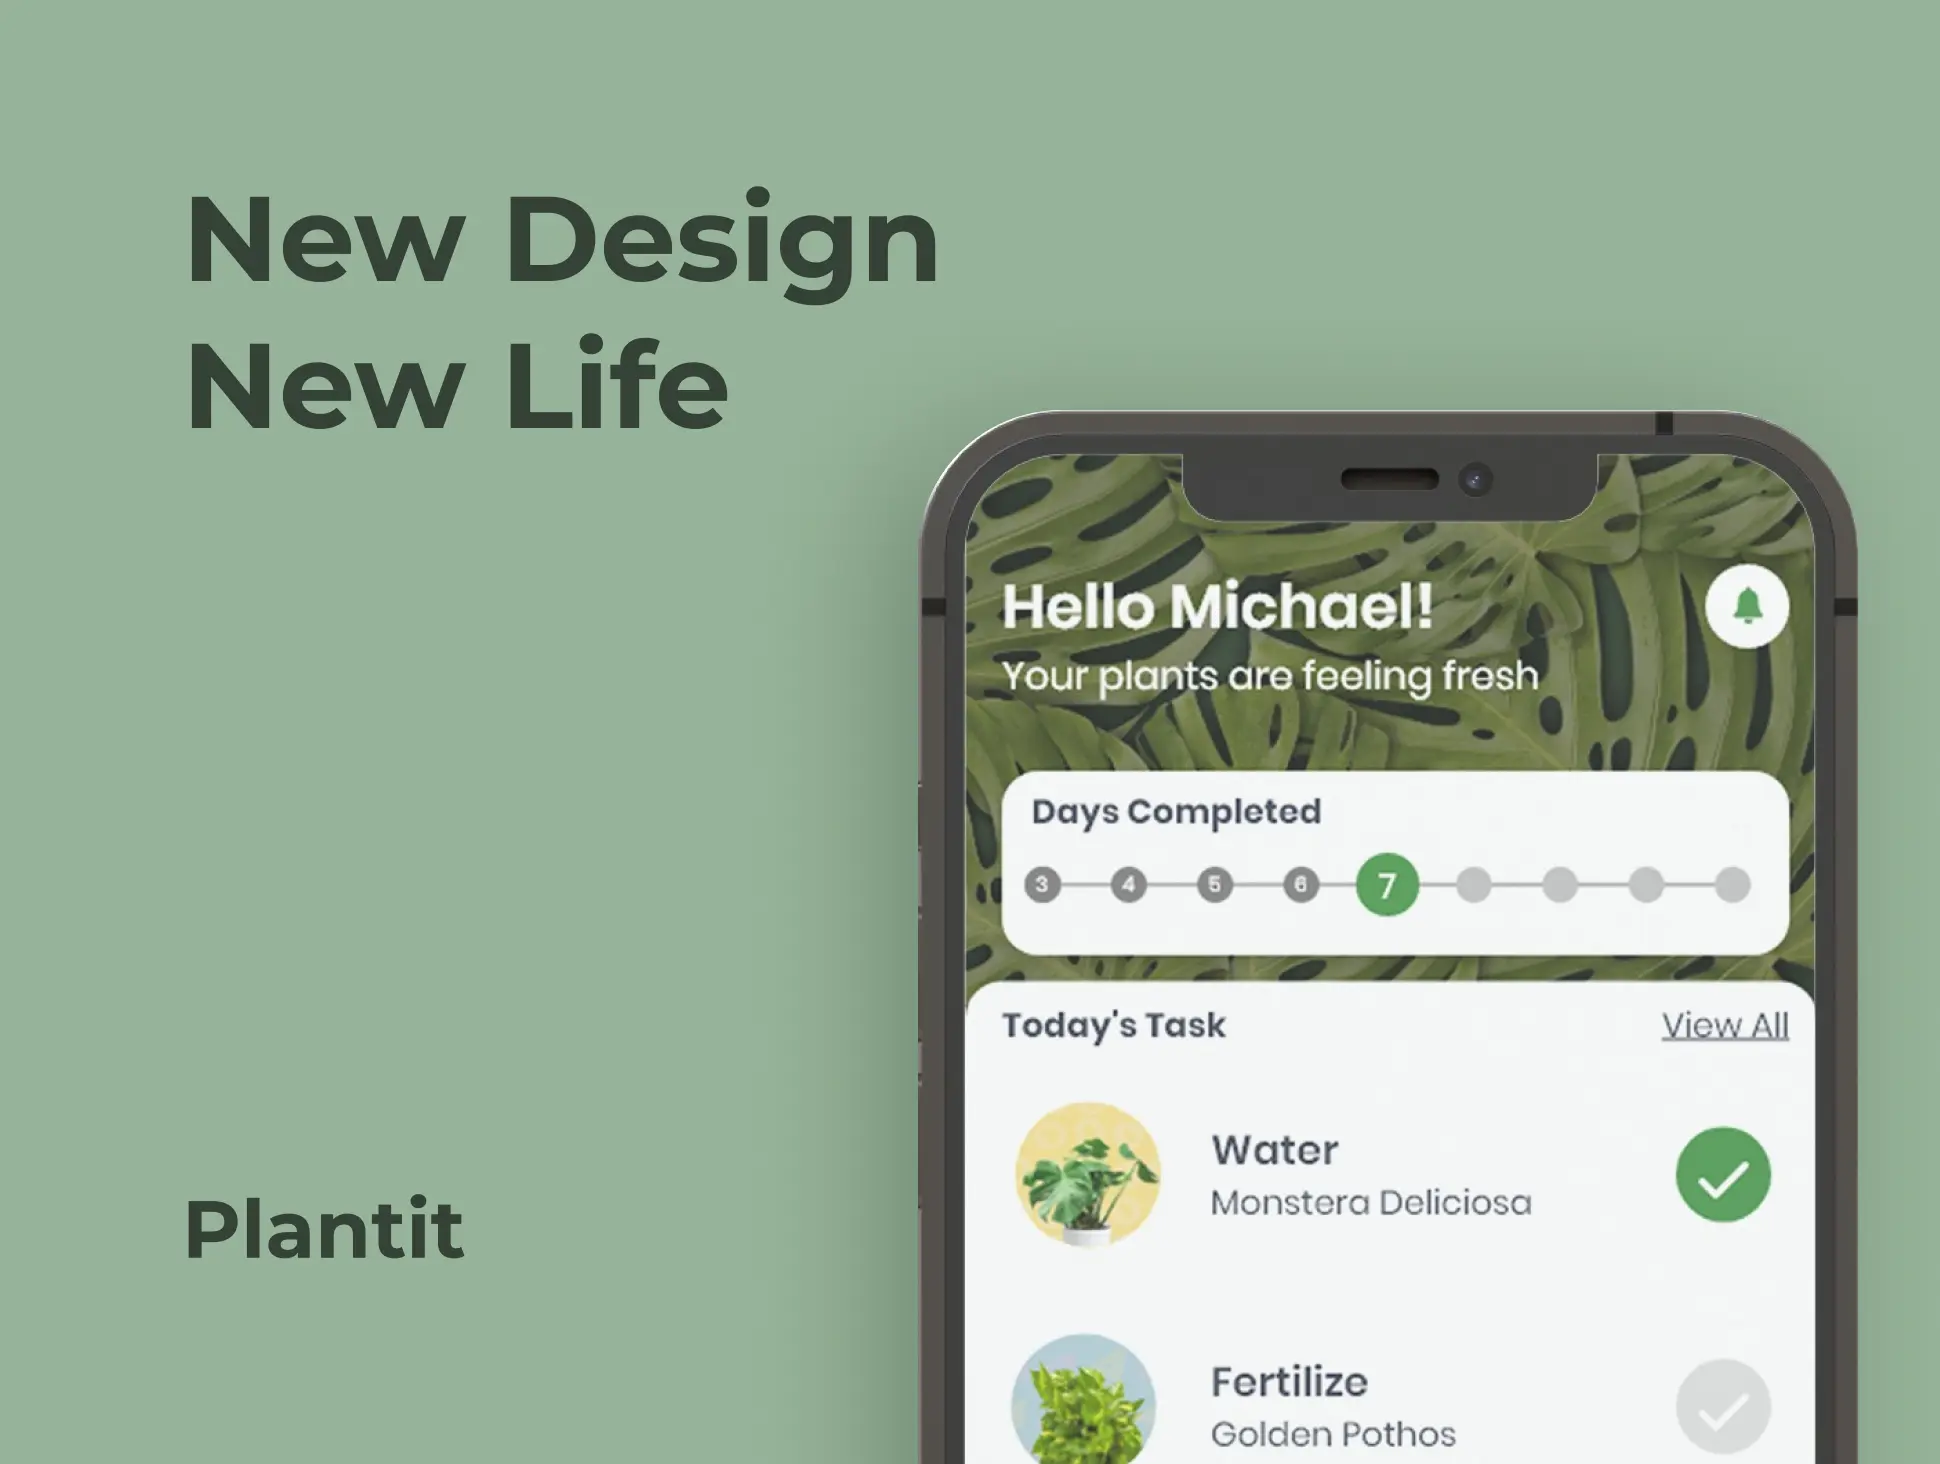 New Design
New Life
Plantit
Hello Michael!
Your plants are feeling fresh
Days Completed
3 4 5 6 7
Today's Task
View All
Water
Monstera Deliciosa
Fertilize
Golden Pothos